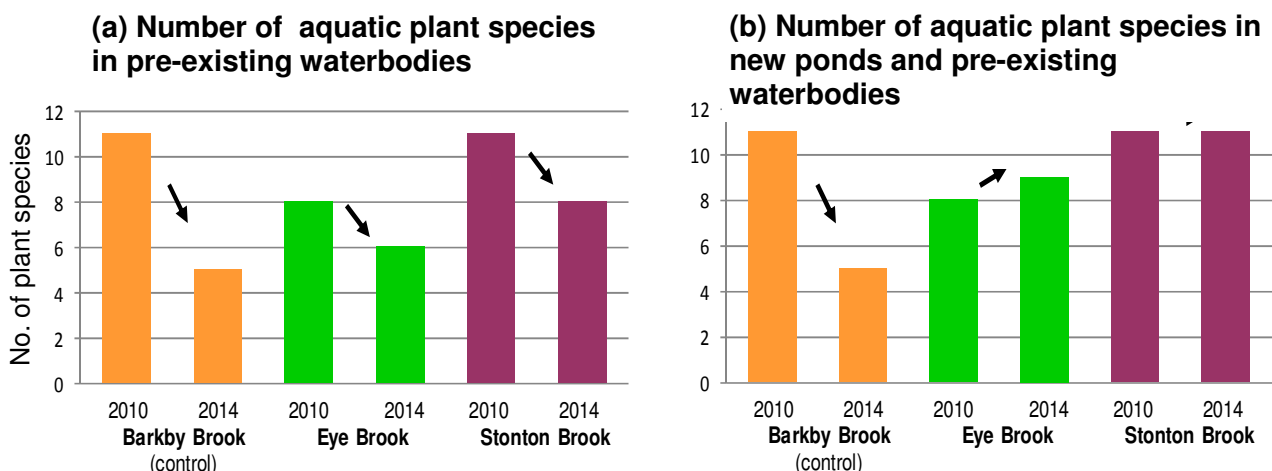 (a) Number of aquatic plant species
in pre-existing waterbodies
No. of plant species
12
10
8
6
4
2
0
2010 2014 2010 2014 2010 2014
Barkby Brook Eye Brook Stonton Brook
(control)
(b) Number of aquatic plant species in
new ponds and pre-existing
waterbodies
12
10
8
6
4
2
0
2010 2014 2010 2014 2010 2014
Barkby Brook Eye Brook Stonton Brook
(control)